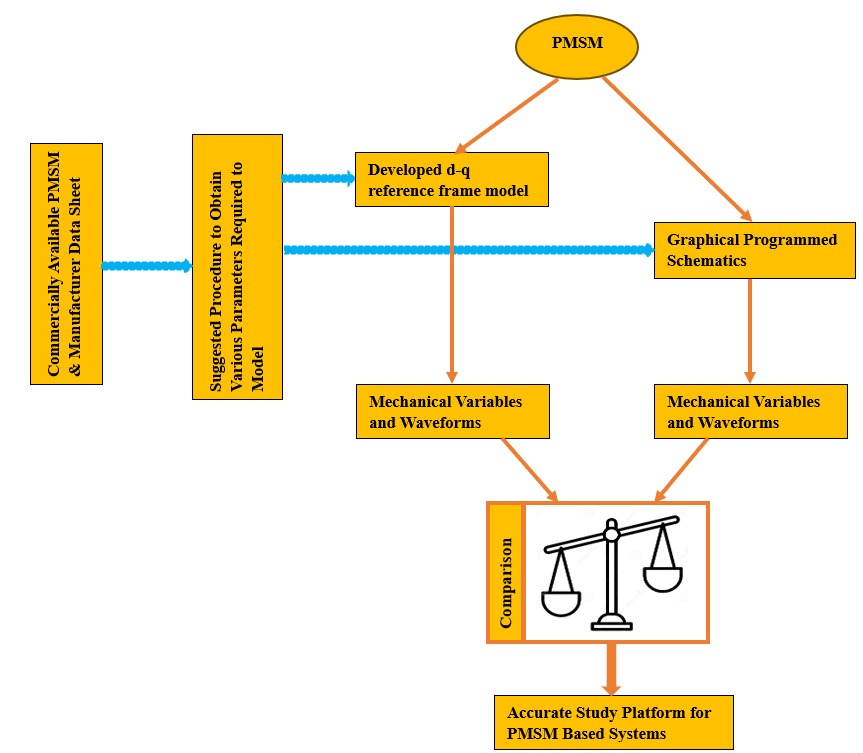 PMSM
Commercially Available PMSM
& Manufacturer Data Sheet
Suggested Procedure to Obtain
Various Parameters Required to
Model
Developed d-q
reference frame model
Graphical Programmed
Schematics
Mechanical Variables
and Waveforms
Mechanical Variables
and Waveforms
Comparison
Accurate Study Platform for
PMSM Based Systems